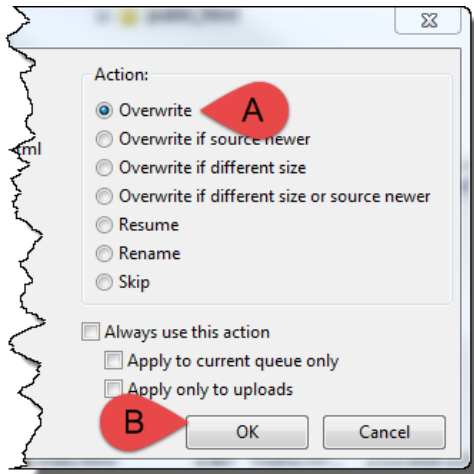 Action:
Overwrite A
Overwrite if source newer
tml
Overwrite if different size
Overwrite if different size or source newer
Resume
Rename
Skip
Always use this action
Apply to current queue only
Apply only to uploads
B
OK Cancel